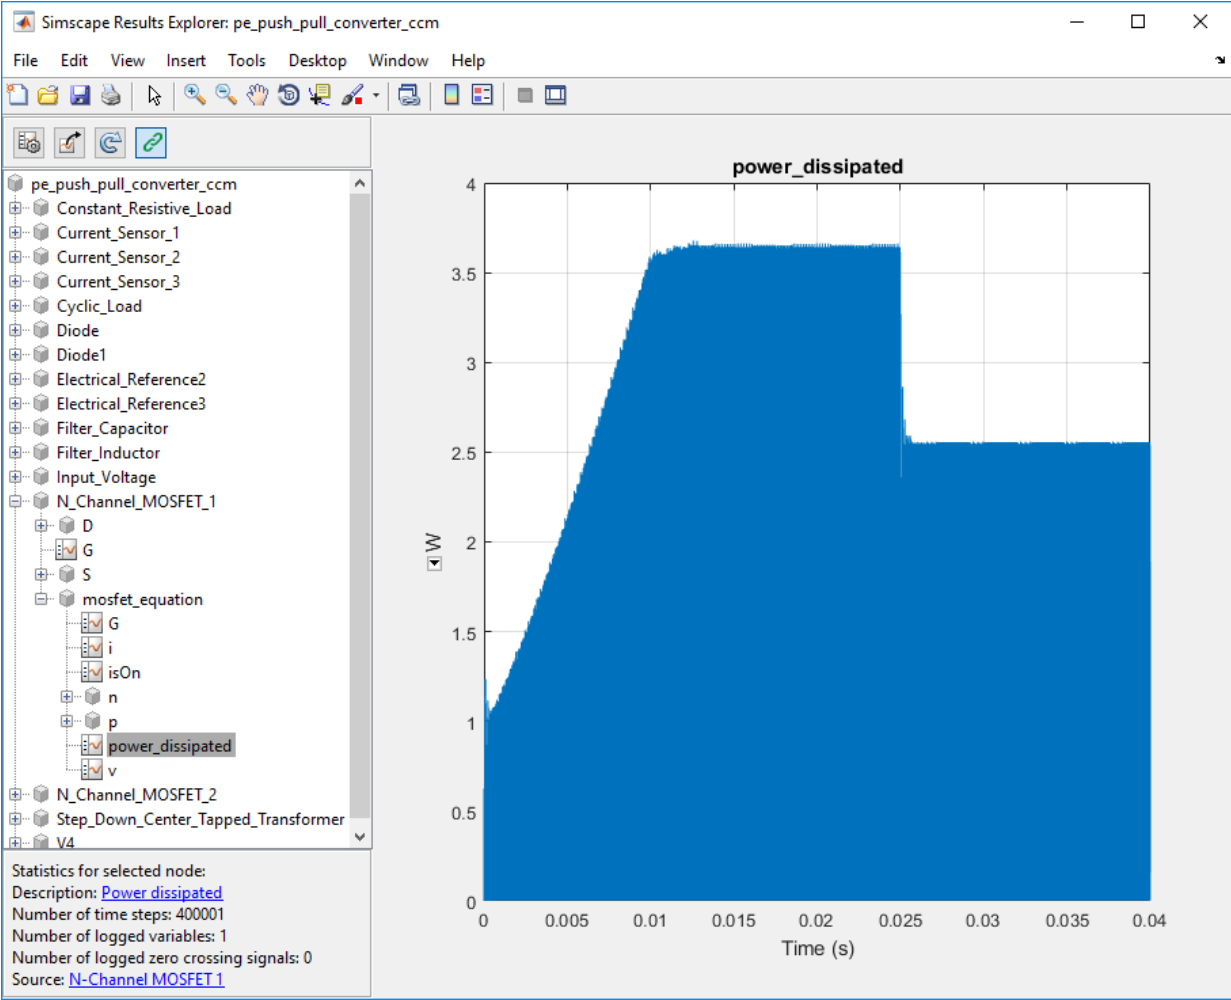 Simscape Results Explorer: pe_push_pull_converter_ccm
File Edit View Insert Tools Desktop Window Help
pe_push_pull_converter_ccm
Constant_Resistive_Load
Current_Sensor_1
Current_Sensor_2
Current_Sensor_3
Cyclic_Load
Diode
Diode1
Electrical_Reference2
Electrical_Reference3
Filter_Capacitor
Filter_Inductor
Input_Voltage
N_Channel_MOSFET_1
D
G
S
mosfet_equation
G
i
isOn
n
p
power_dissipated
v
N_Channel_MOSFET_2
Step_Down_Center_Tapped_Transformer
V4
Statistics for selected node:
Description: Power dissipated
Number of time steps: 400001
Number of logged variables: 1
Number of logged zero crossing signals: 0
Source: N-Channel MOSFET 1
power_dissipated
4
3.5
3
2.5
2
1.5
1
0.5
0
W
0 0.005 0.01 0.015 0.02 0.025 0.03 0.035 0.04
Time (s)